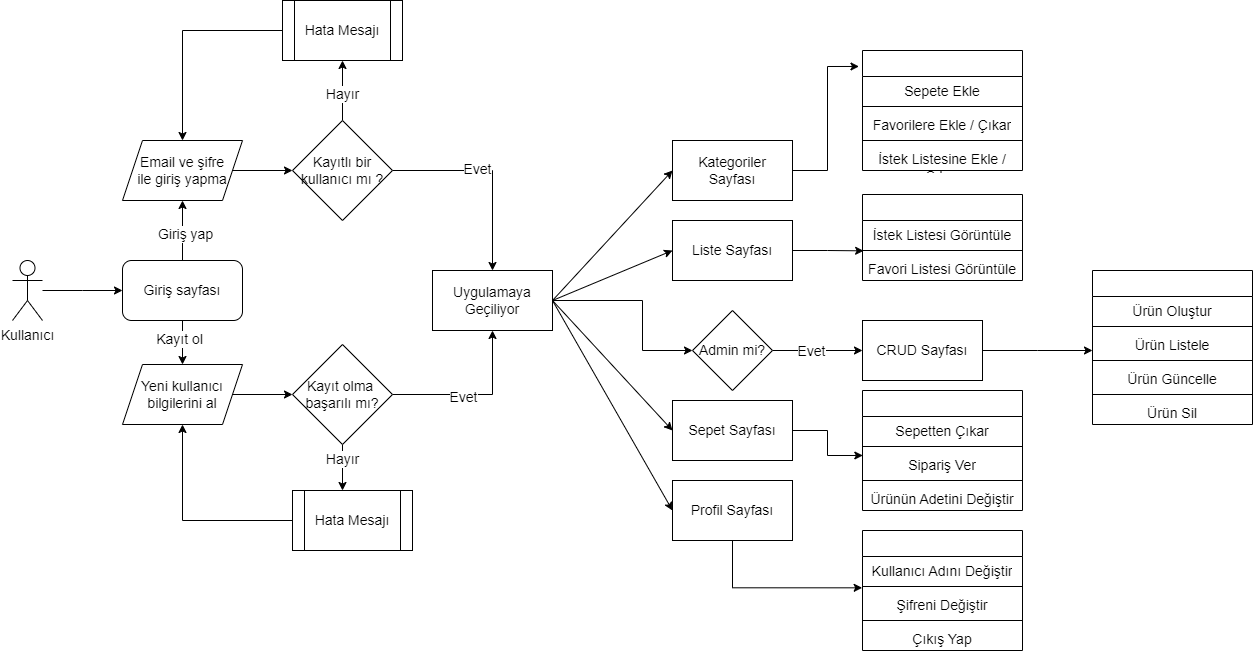 Hata Mesajı
Hayır
Email ve şifre
ile giriş yapma
Kayıtlı bir
kullanıcı mı ?
Evet
Giriş yap
Kullanıcı
Giriş sayfası
Kayıt ol
Yeni kullanıcı
bilgilerini al
Kayıt olma
başarılı mı?
Evet
Hayır
Hata Mesajı
Uygulamaya
Geçiliyor
Kategoriler
Sayfası
Sepete Ekle
Favorilere Ekle / Çıkar
İstek Listesine Ekle /
Liste Sayfası
İstek Listesi Görüntüle
Favori Listesi Görüntüle
Admin mi?
Evet
CRUD Sayfası
Ürün Oluştur
Ürün Listele
Ürün Güncelle
Ürün Sil
Sepet Sayfası
Sepetten Çıkar
Sipariş Ver
Ürünün Adetini Değiştir
Profil Sayfası
Kullanıcı Adını Değiştir
Şifreni Değiştir
Çıkış Yap